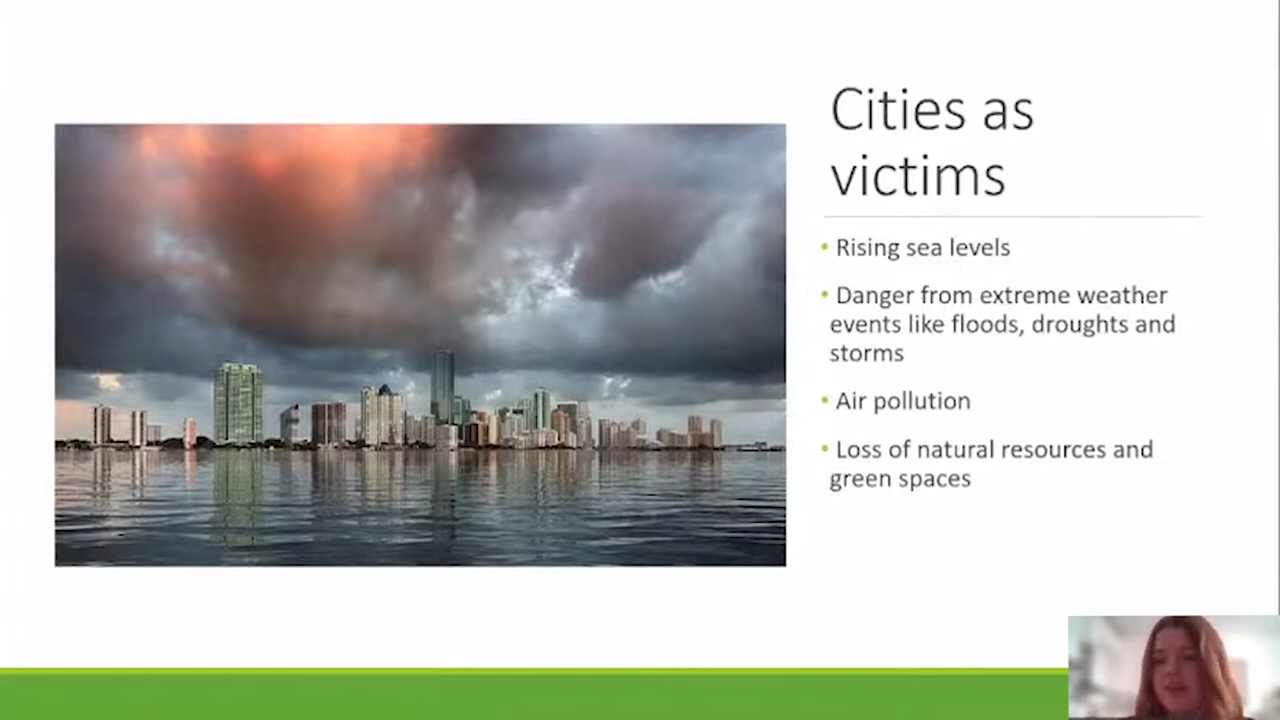 Cities as
victims
• Rising sea levels
• Danger from extreme weather
events like floods, droughts and
storms
• Air pollution
• Loss of natural resources and
green spaces